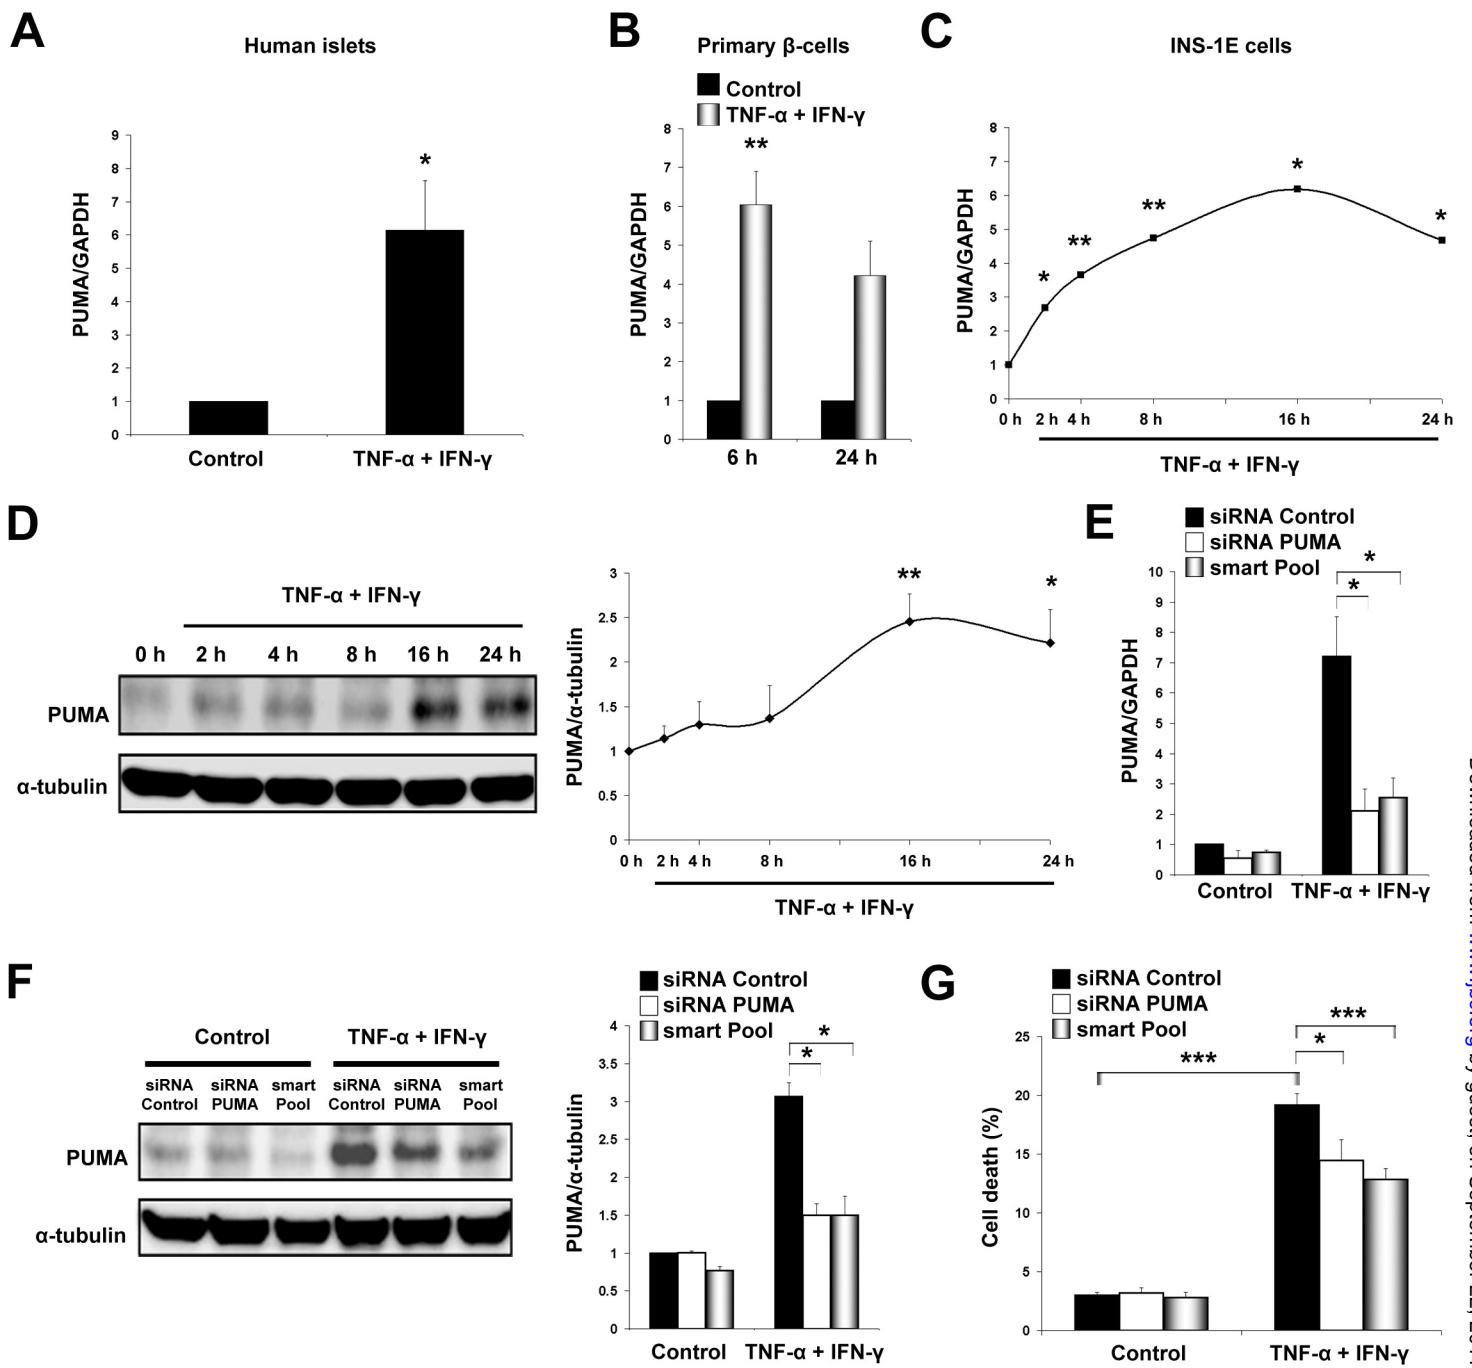 A
Human islets
PUMA/GAPDH
9
8
7
6
5
4
3
2
1
0
*
Control
TNF-α + IFN-γ
B
Primary β-cells
Control
TNF-α + IFN-γ
PUMA/GAPDH
8
7
6
5
4
3
2
1
0
**
6 h
24 h
C
INS-1E cells
PUMA/GAPDH
8
7
6
5
4
3
2
1
0
*
**
**
*
*
0 h 2 h 4 h 8 h 16 h 24 h
TNF-α + IFN-γ
D
TNF-α + IFN-γ
0 h 2 h 4 h 8 h 16 h 24 h
PUMA
α-tubulin
PUMA/α-tubulin
3
2.5
2
1.5
1
0.5
0
**
*
0 h 2 h 4 h 8 h 16 h 24 h
TNF-α + IFN-γ
E
siRNA Control
siRNA PUMA
smart Pool
PUMA/GAPDH
10
9
8
7
6
5
4
3
2
1
0
*
*
Control
TNF-α + IFN-γ
F
Control
TNF-α + IFN-γ
siRNA siRNA smart siRNA siRNA smart
Control PUMA Pool Control PUMA Pool
PUMA
α-tubulin
siRNA Control
siRNA PUMA
smart Pool
PUMA/α-tubulin
4
3.5
3
2.5
2
1.5
1
0.5
0
*
*
Control
TNF-α + IFN-γ
G
siRNA Control
siRNA PUMA
smart Pool
Cell death (%)
25
20
15
10
5
0
***
*
***
Control
TNF-α + IFN-γ